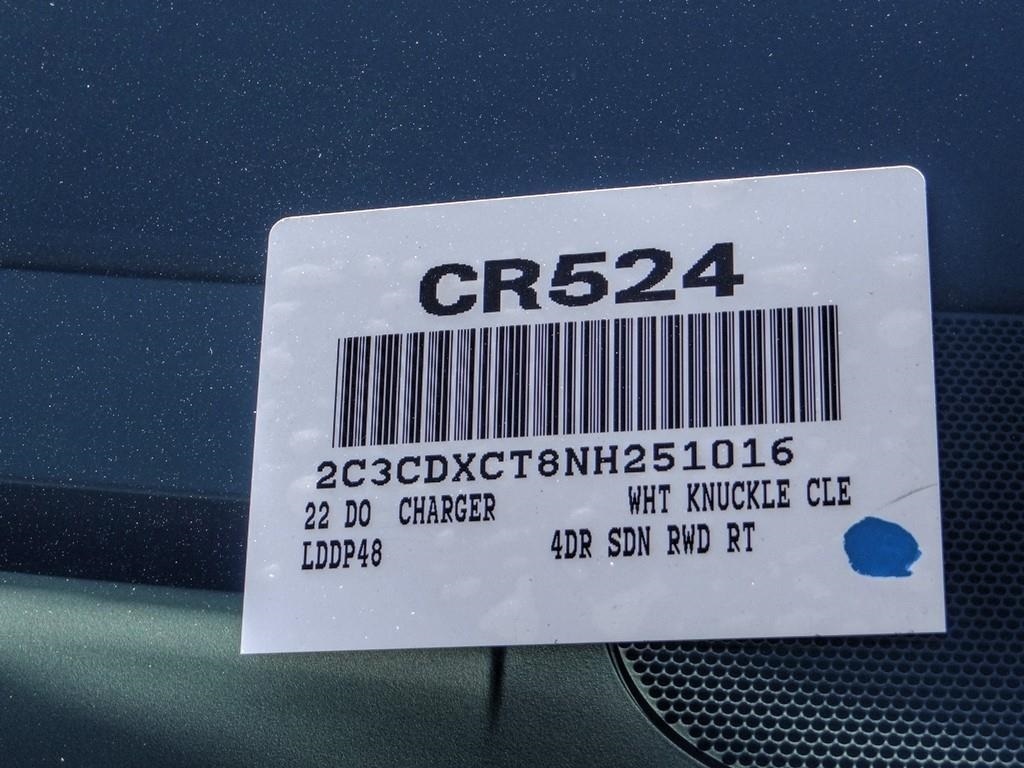 CR524
2C3CDXCT8NH251016
22 DO CHARGER WHT KNUCKLE CLE
LDDP48 4DR SDN RWD RT